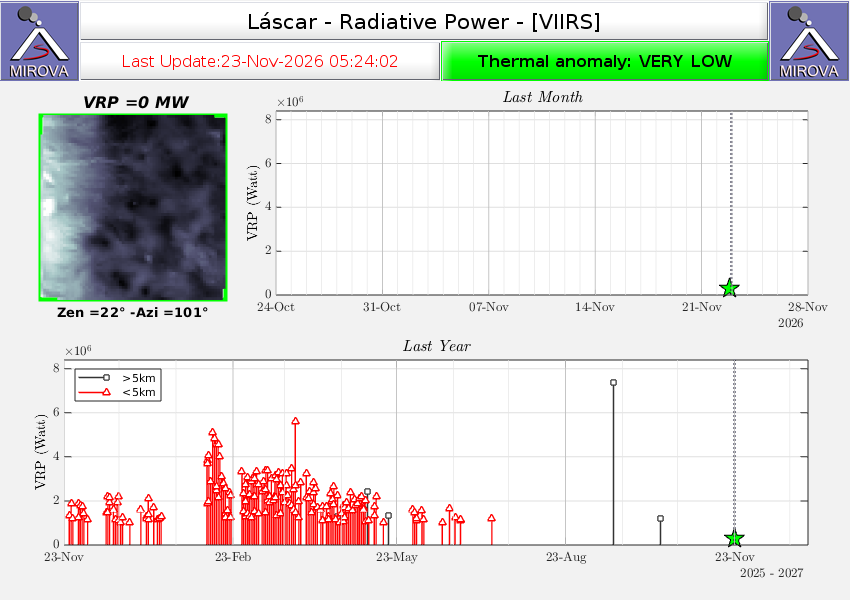 MIROVA
Láscar - Radiative Power - [VIIRS]
MIROVA
Last Update:23-Nov-2026 05:24:02
Thermal anomaly: VERY LOW
VRP =0 MW
Zen =22° -Azi =101°
Last Month
×10⁶
VRP (Watt)
8
6
4
2
0
24-Oct
31-Oct
07-Nov
14-Nov
21-Nov
28-Nov
2026
Last Year
×10⁶
VRP (Watt)
8
6
4
2
0
>5km
<5km
23-Nov
23-Feb
23-May
23-Aug
23-Nov
2025 - 2027